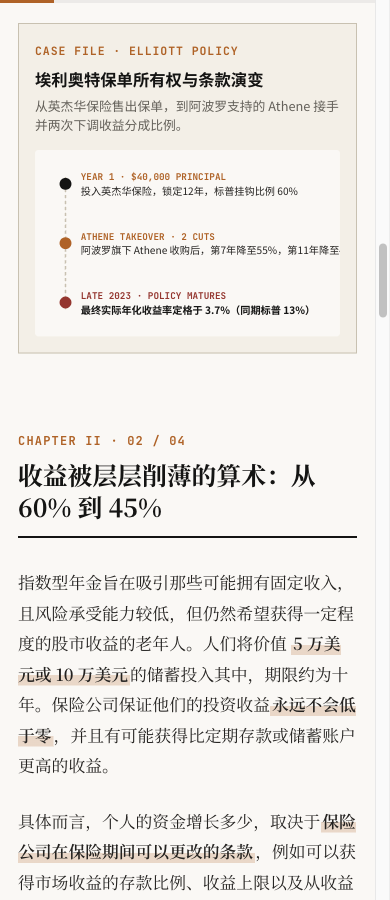 CASE FILE · ELLIOTT POLICY
埃利奥特保单所有权与条款演变
从英杰华保险售出保单，到阿波罗支持的 Athene 接手
并两次下调收益分成比例。
YEAR 1 · $40,000 PRINCIPAL
投入英杰华保险，锁定12年，标普挂钩比例 60%
ATHENE TAKEOVER · 2 CUTS
阿波罗旗下 Athene 收购后，第7年降至55%，第11年降至
LATE 2023 · POLICY MATURES
最终实际年化收益率定格于 3.7%（同期标普 13%）
CHAPTER II · 02 / 04
收益被层层削薄的算术：从
60% 到 45%
指数型年金旨在吸引那些可能拥有固定收入，
且风险承受能力较低，但仍然希望获得一定程
度的股市收益的老年人。人们将价值 5 万美
元或 10 万美元的储蓄投入其中，期限约为十
年。保险公司保证他们的投资收益永远不会低
于零，并且有可能获得比定期存款或储蓄账户
更高的收益。
具体而言，个人的资金增长多少，取决于保险
公司在保险期间可以更改的条款，例如可以获
得市场收益的存款比例、收益上限以及从收益